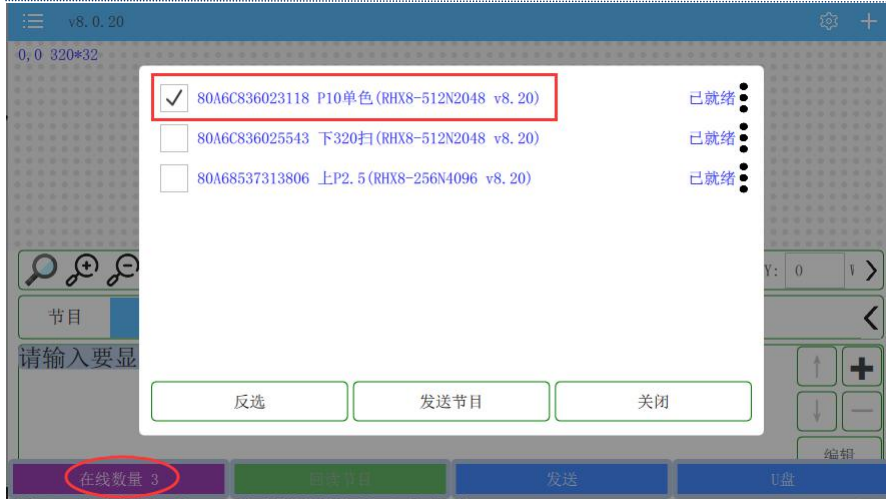 v8.0.20
0,0 320*32
80A6C836023118 P10单色(RHX8-512N2048 v8.20) 已就绪
80A6C836025543 下320扫(RHX8-512N2048 v8.20) 已就绪
80A68537313806 上P2.5(RHX8-256N4096 v8.20) 已就绪
Y: 0
节目
请输入要显
反选 发送节目 关闭
编辑
在线数量 3 回读节目 发送 U盘